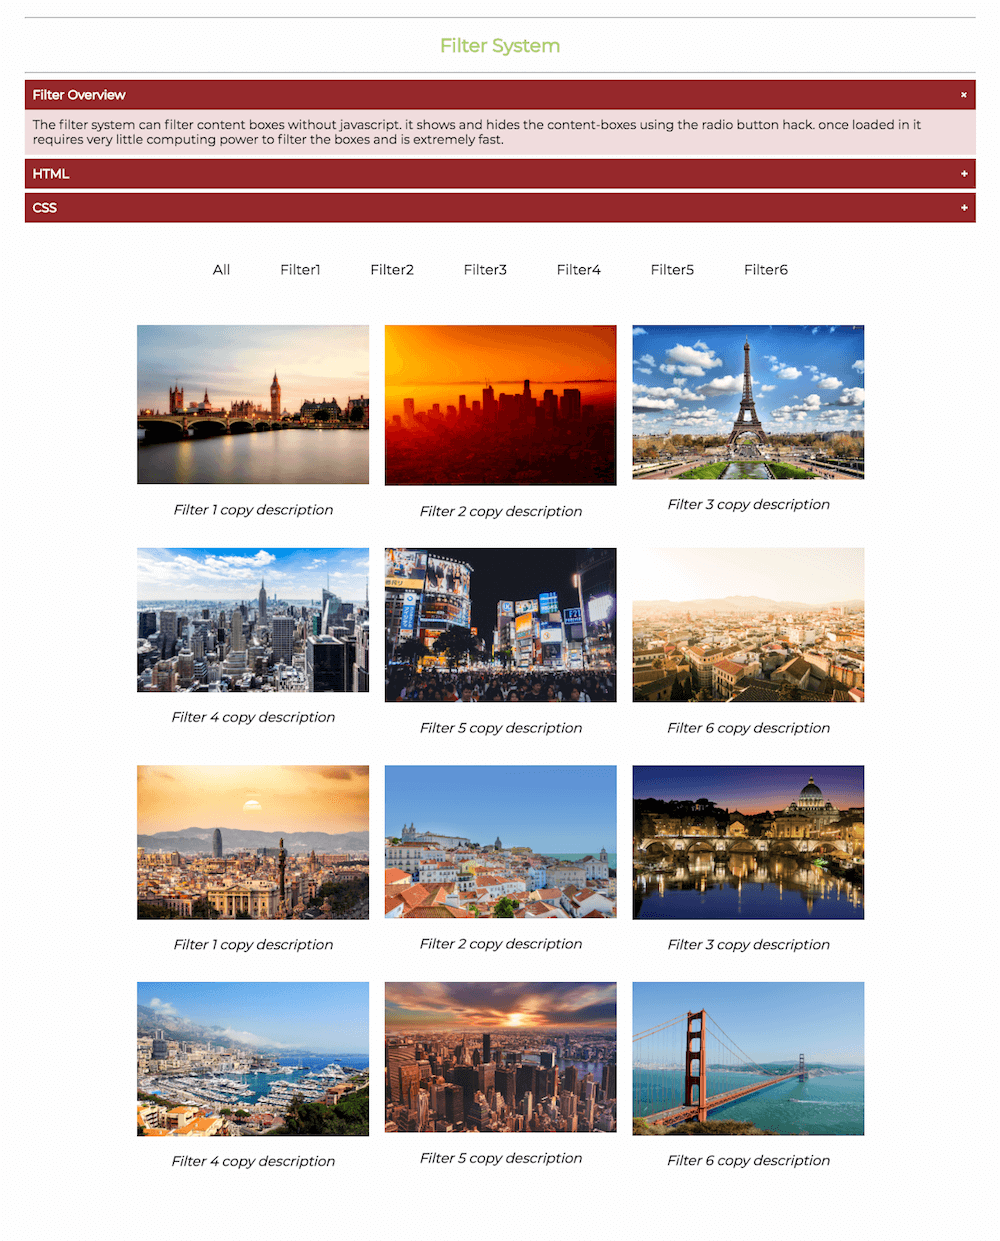 Filter System
Filter Overview ×
The filter system can filter content boxes without javascript. it shows and hides the content-boxes using the radio button hack. once loaded in it
requires very little computing power to filter the boxes and is extremely fast.
HTML +
CSS +
All Filter1 Filter2 Filter3 Filter4 Filter5 Filter6
Filter 1 copy description Filter 2 copy description Filter 3 copy description
Filter 4 copy description Filter 5 copy description Filter 6 copy description
Filter 1 copy description Filter 2 copy description Filter 3 copy description
Filter 4 copy description Filter 5 copy description Filter 6 copy description